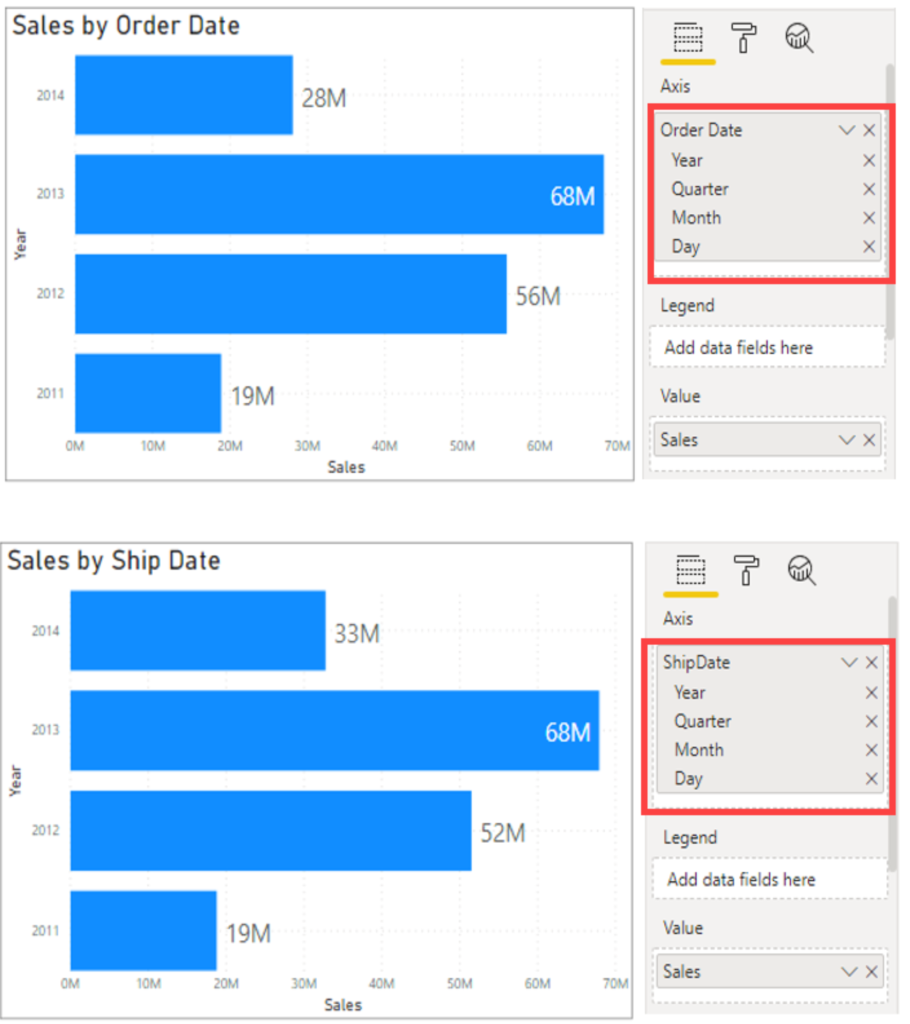 Sales by Order Date
2014
28M
2013
68M
Year
2012
56M
2011
19M
0M 10M 20M 30M 40M 50M 60M 70M
Sales
Axis
Order Date
Year
Quarter
Month
Day
Legend
Add data fields here
Value
Sales
Sales by Ship Date
2014
33M
2013
68M
Year
2012
52M
2011
19M
0M 10M 20M 30M 40M 50M 60M 70M
Sales
Axis
ShipDate
Year
Quarter
Month
Day
Legend
Add data fields here
Value
Sales